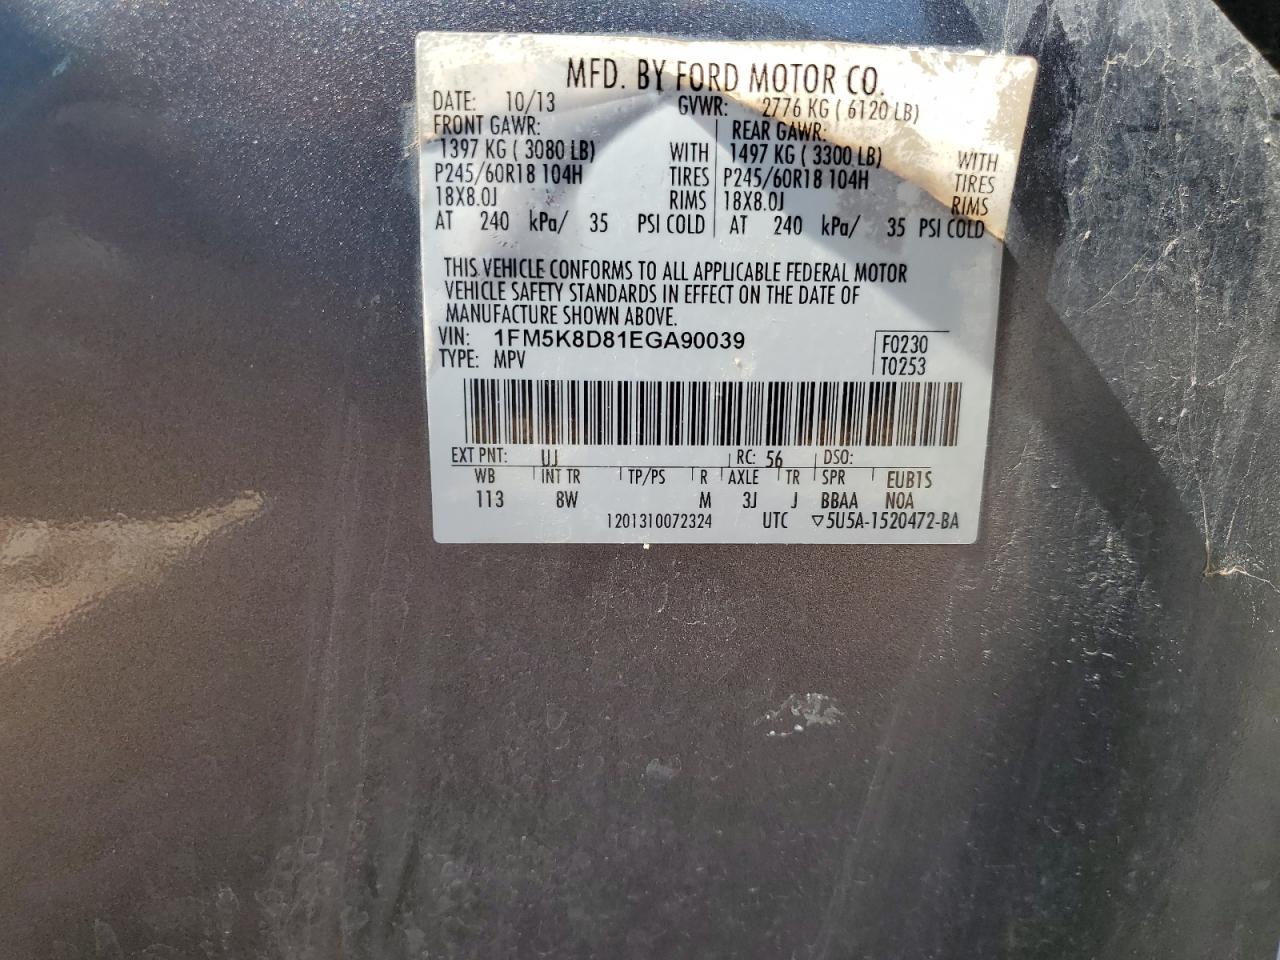 MFD. BY FORD MOTOR CO.
DATE: 10/13 GVWR: 2776 KG ( 6120 LB)
FRONT GAWR: REAR GAWR:
1397 KG ( 3080 LB) WITH 1497 KG ( 3300 LB) WITH
P245/60R18 104H TIRES P245/60R18 104H TIRES
18X8.0J RIMS 18X8.0J RIMS
AT 240 kPa/ 35 PSI COLD AT 240 kPa/ 35 PSI COLD
THIS VEHICLE CONFORMS TO ALL APPLICABLE FEDERAL MOTOR
VEHICLE SAFETY STANDARDS IN EFFECT ON THE DATE OF
MANUFACTURE SHOWN ABOVE.
VIN: 1FM5K8D81EGA90039 F0230
TYPE: MPV T0253
EXT PNT: UJ RC: 56 DSO:
WB INT TR TP/PS R AXLE TR SPR EUB1S
113 8W M 3J J BBAA N0A
1201310072324 UTC ▽5U5A-1520472-BA